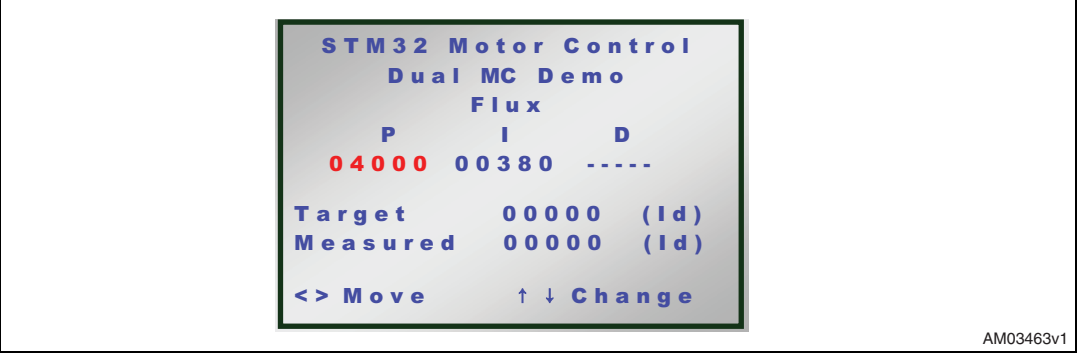 STM32 Motor Control
Dual MC Demo
Flux
P I D
04000 00380 -----
Target 00000 (Id)
Measured 00000 (Id)
<> Move ↑↓ Change
AM03463v1